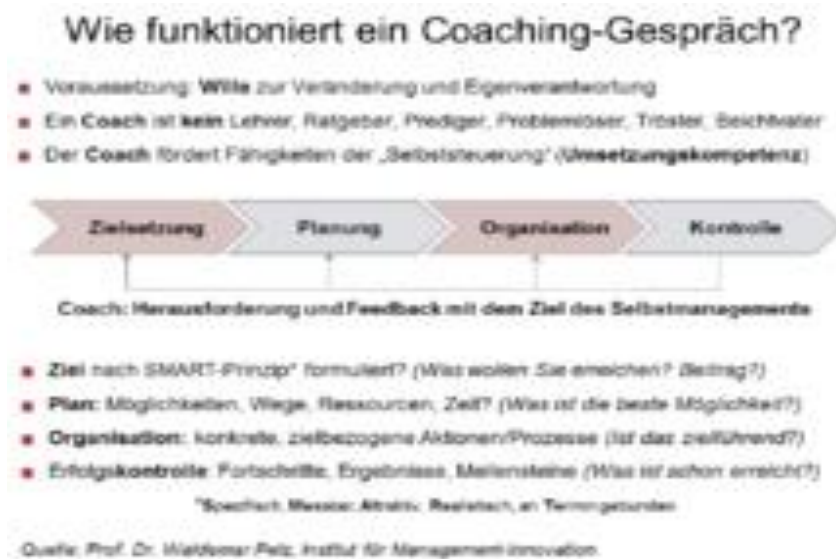 Wie funktioniert ein Coaching-Gespräch?
Voraussetzung: Wille zur Veränderung und Eigenverantwortung
Ein Coach ist kein Lehrer, Ratgeber, Prediger, Problemlöser, Tröster, Beichtvater
Der Coach fördert Fähigkeiten der „Selbststeuerung“ (Umsetzungskompetenz)
Zielsetzung Planung Organisation Kontrolle
Coach: Herausforderung und Feedback mit dem Ziel des Selbstmanagements
Ziel nach SMART-Prinzip* formuliert? (Was wollen Sie erreichen? Beitrag?)
Plan: Möglichkeiten, Wege, Ressourcen, Zeit? (Was ist die beste Möglichkeit?)
Organisation: konkrete, zielbezogene Aktionen/Prozesse (Ist das zielführend?)
Erfolgskontrolle: Fortschritte, Ergebnisse, Meilensteine (Was ist schon erreicht?)
*Spezifisch, Messbar, Attraktiv, Realistisch, an Termin gebunden
Quelle: Prof. Dr. Waldemar Pelz, Institut für Management-Innovation